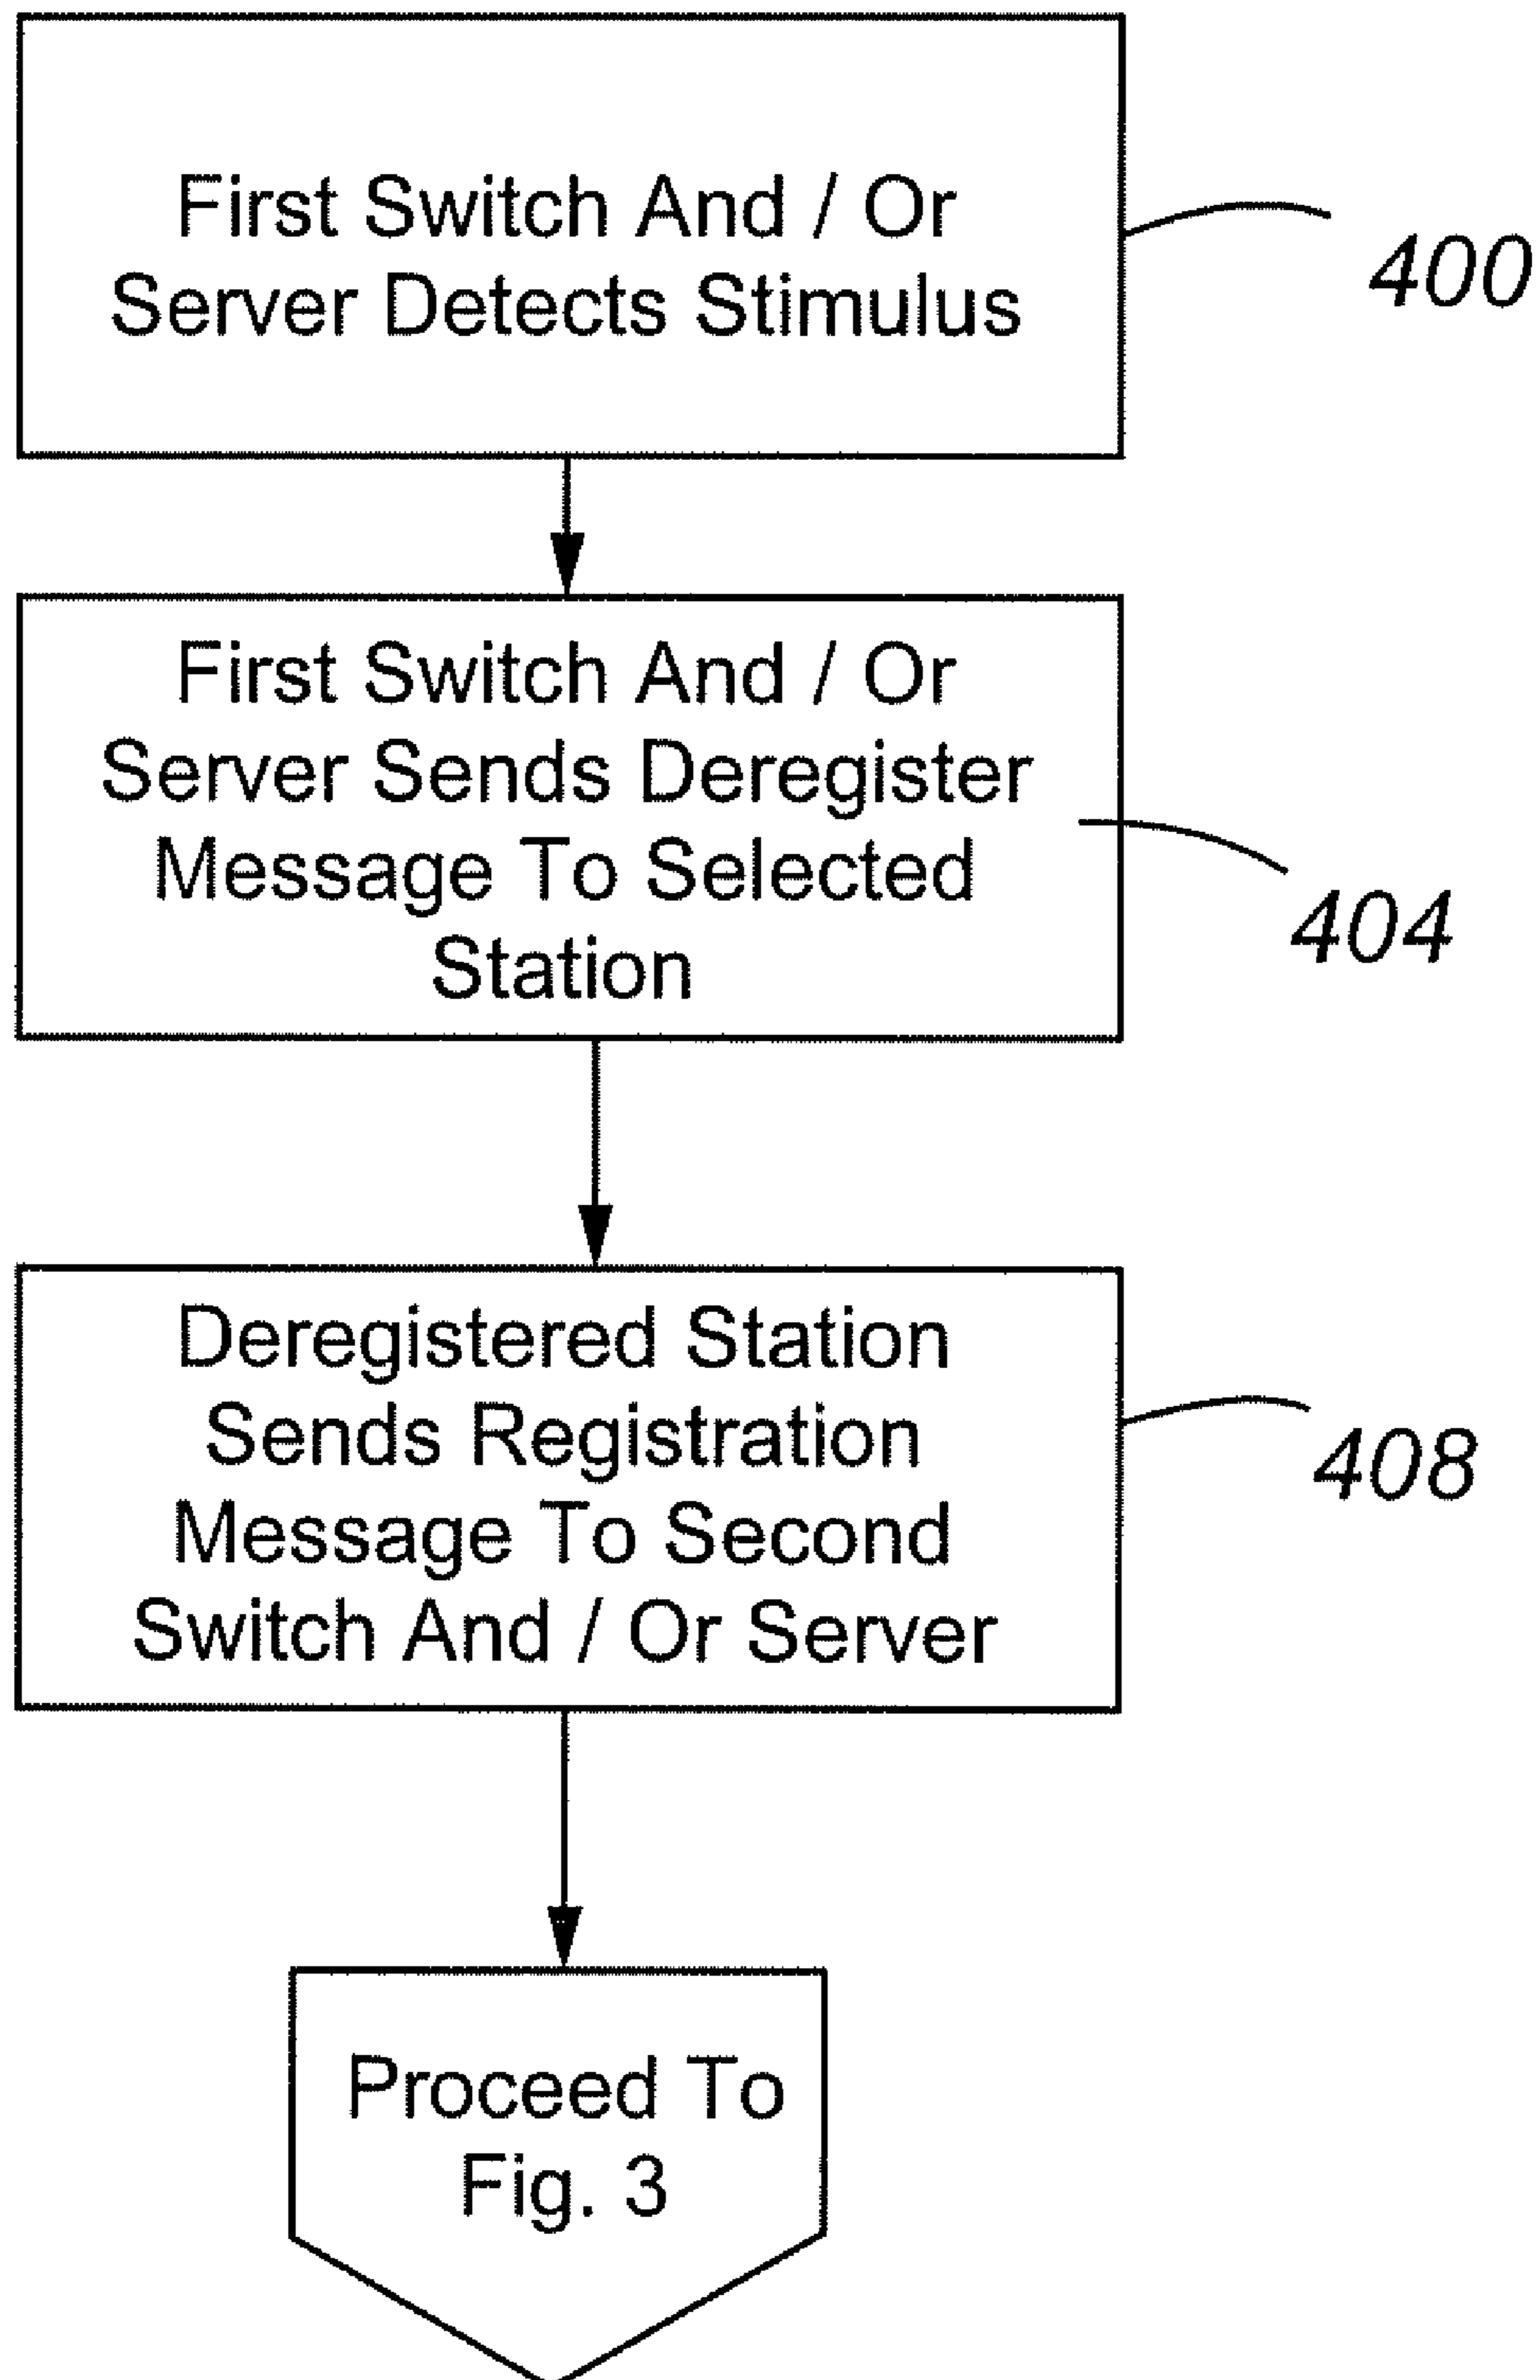 First Switch And / Or
Server Detects Stimulus
400
First Switch And / Or
Server Sends Deregister
Message To Selected
Station
404
Deregistered Station
Sends Registration
Message To Second
Switch And / Or Server
408
Proceed To
Fig. 3